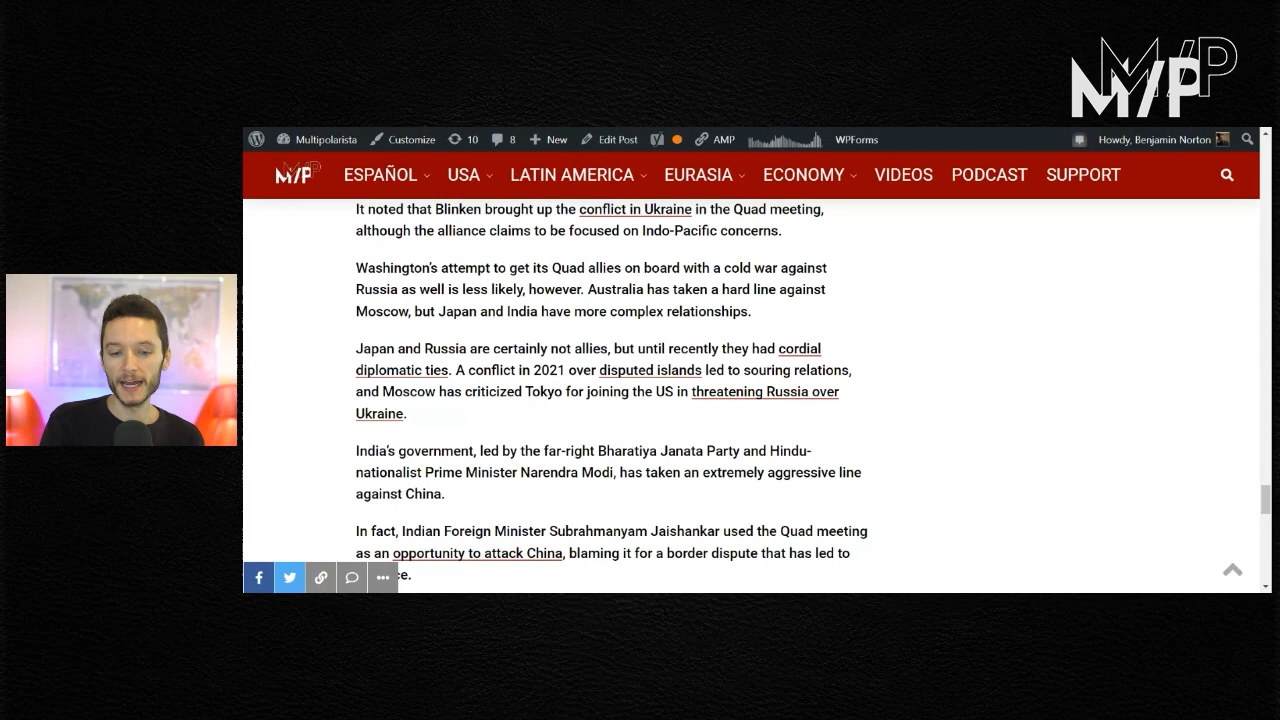 M/P
M/P
Multipolarista Customize 10 8 New Edit Post AMP WPForms Howdy, Benjamin Norton
M/P ESPAÑOL USA LATIN AMERICA EURASIA ECONOMY VIDEOS PODCAST SUPPORT
It noted that Blinken brought up the conflict in Ukraine in the Quad meeting,
although the alliance claims to be focused on Indo-Pacific concerns.
Washington’s attempt to get its Quad allies on board with a cold war against
Russia as well is less likely, however. Australia has taken a hard line against
Moscow, but Japan and India have more complex relationships.
Japan and Russia are certainly not allies, but until recently they had cordial
diplomatic ties. A conflict in 2021 over disputed islands led to souring relations,
and Moscow has criticized Tokyo for joining the US in threatening Russia over
Ukraine.
India’s government, led by the far-right Bharatiya Janata Party and Hindu-
nationalist Prime Minister Narendra Modi, has taken an extremely aggressive line
against China.
In fact, Indian Foreign Minister Subrahmanyam Jaishankar used the Quad meeting
as an opportunity to attack China, blaming it for a border dispute that has led to